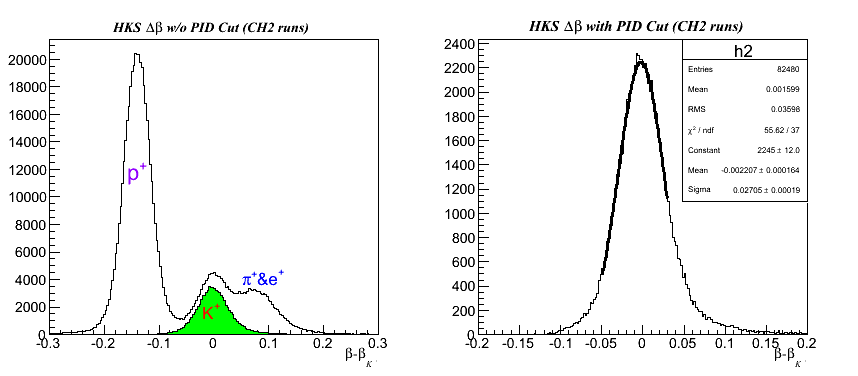 HKS Δβ w/o PID Cut (CH2 runs)
20000
18000
16000
14000
12000
10000
8000
6000
4000
2000
0
p+
π+&e+
K+
-0.3 -0.2 -0.1 0 0.1 0.2 0.3
β-βK+
HKS Δβ with PID Cut (CH2 runs)
2400
2200
2000
1800
1600
1400
1200
1000
800
600
400
200
0
h2
Entries 82480
Mean 0.001599
RMS 0.03598
χ² / ndf 55.62 / 37
Constant 2245 ± 12.0
Mean -0.002207 ± 0.000164
Sigma 0.02705 ± 0.00019
-0.2 -0.15 -0.1 -0.05 0 0.05 0.1 0.15 0.2
β-βK+